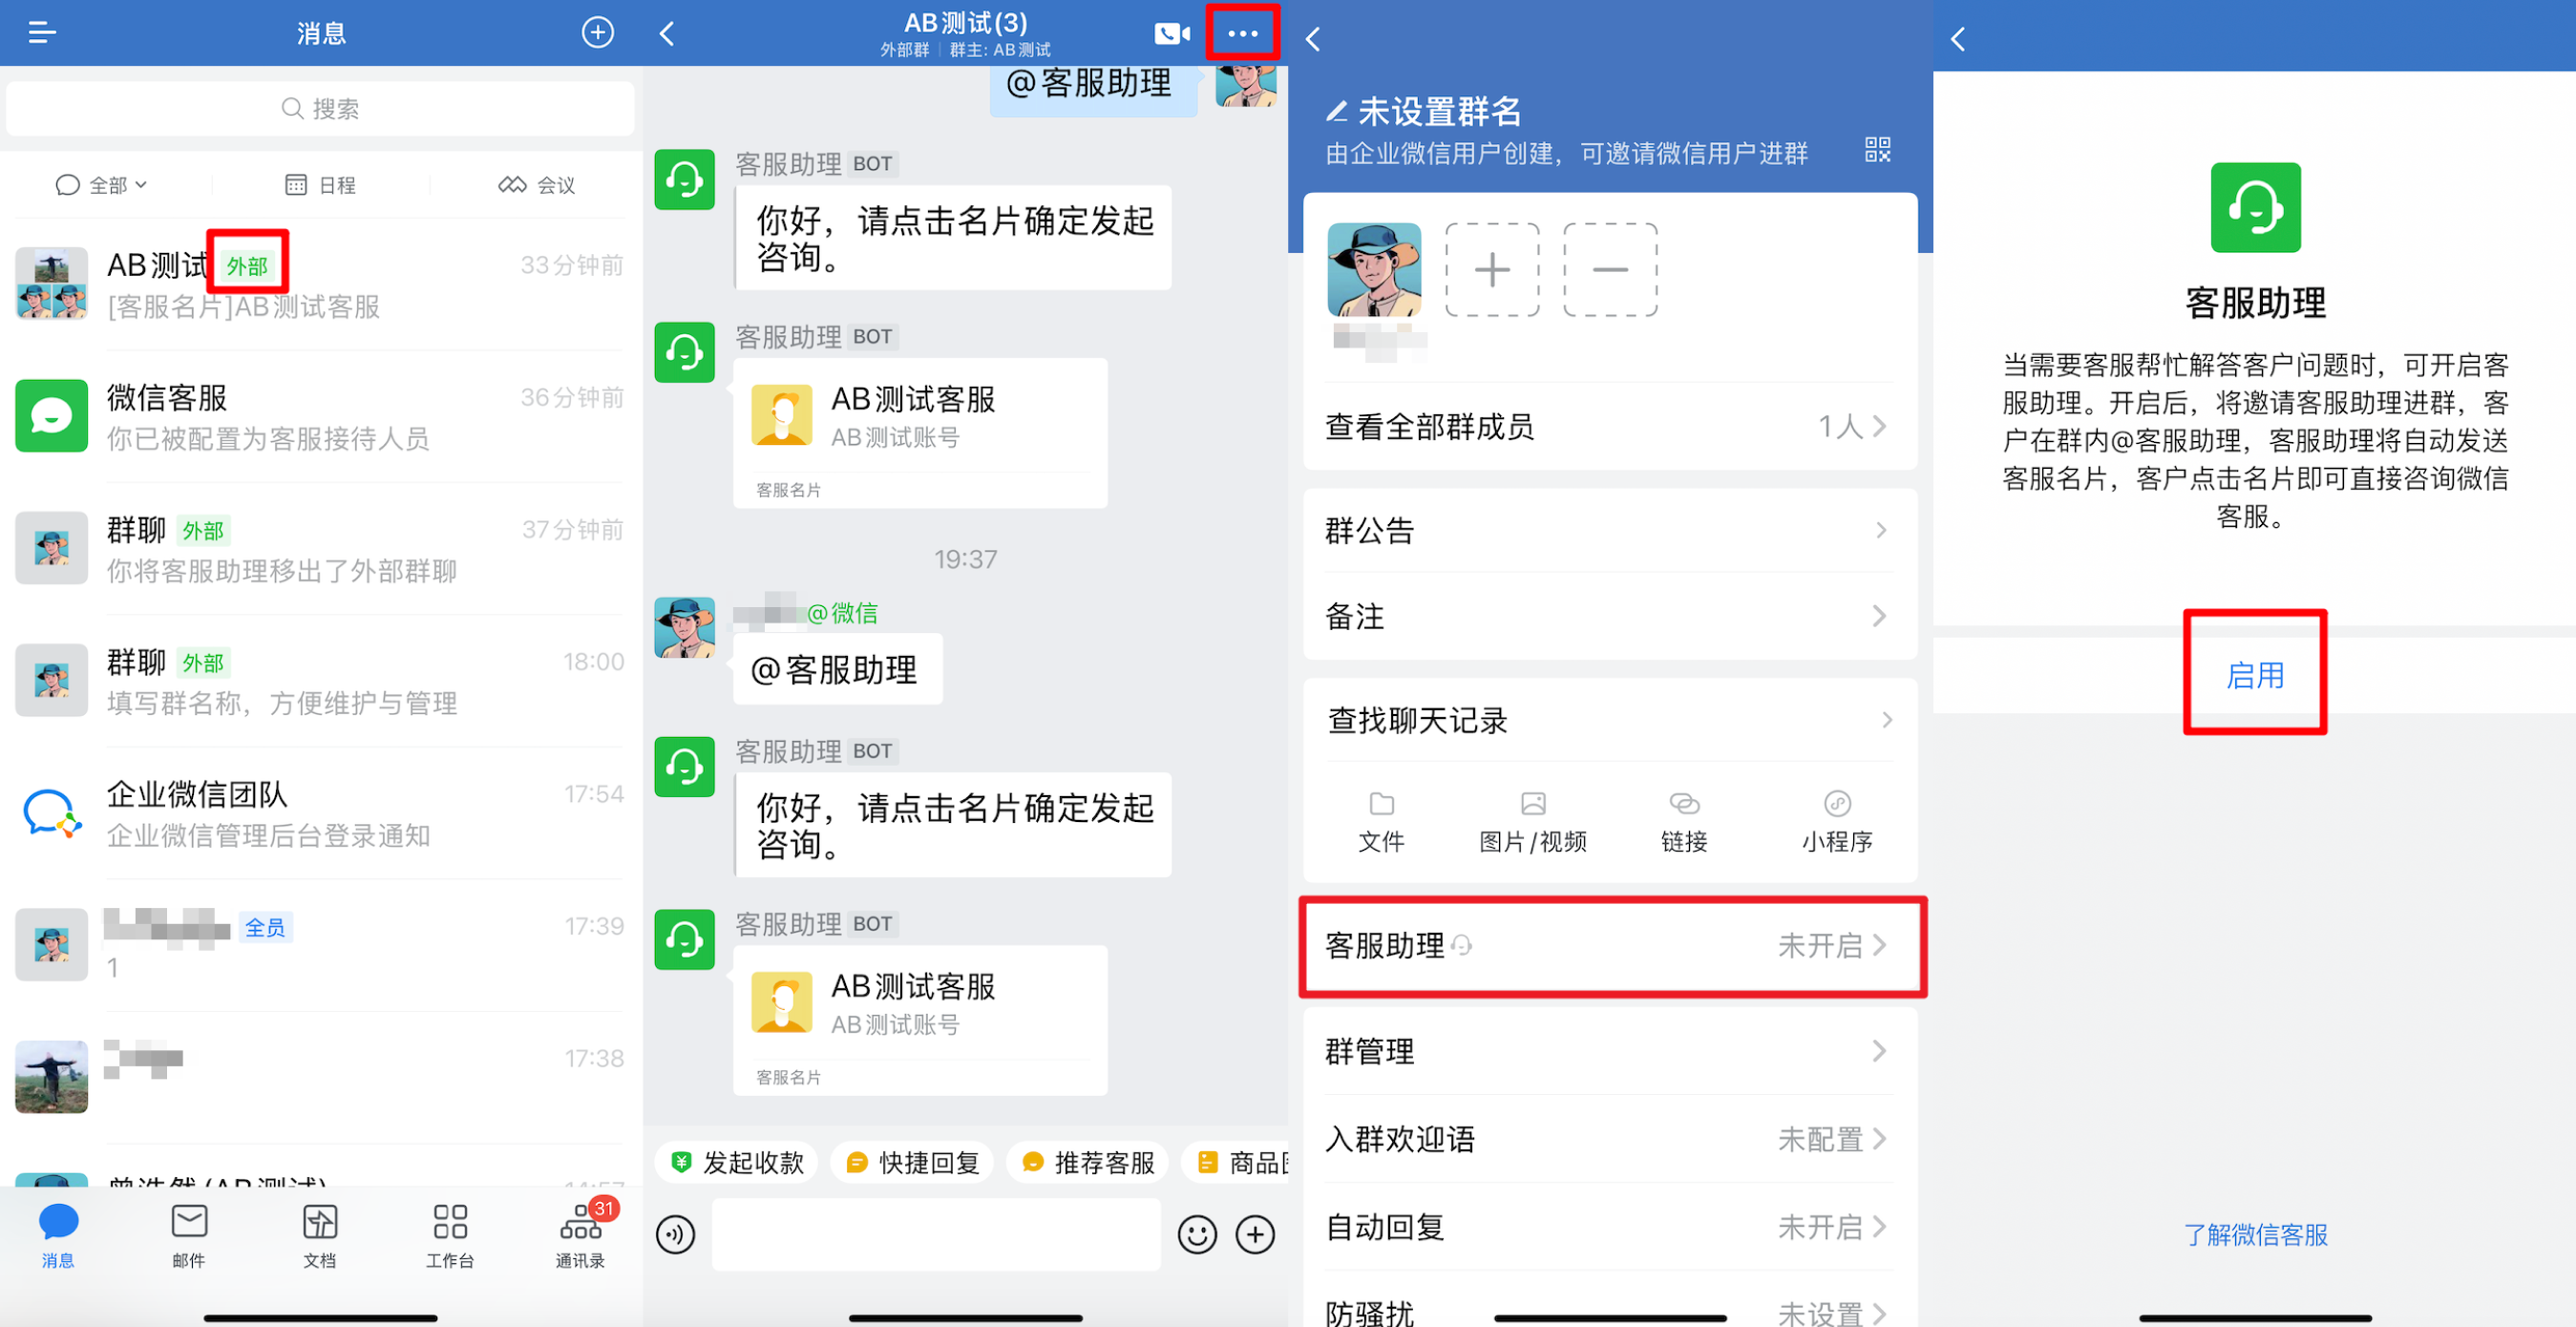 消息
搜索
全部
日程
会议
AB测试 外部
33分钟前
[客服名片]AB测试客服
微信客服
36分钟前
你已被配置为客服接待人员
群聊 外部
37分钟前
你将客服助理移出了外部群聊
群聊 外部
18:00
填写群名称，方便维护与管理
企业微信团队
17:54
企业微信管理后台登录通知
全员
17:39
1
17:38
消息
邮件
文档
工作台
通讯录
31
AB测试(3)
外部群 | 群主: AB测试
@客服助理
客服助理 BOT
你好，请点击名片确定发起
咨询。
客服助理 BOT
AB测试客服
AB测试账号
客服名片
19:37
@微信
@客服助理
客服助理 BOT
你好，请点击名片确定发起
咨询。
客服助理 BOT
AB测试客服
AB测试账号
客服名片
发起收款
快捷回复
推荐客服
商品
未设置群名
由企业微信用户创建，可邀请微信用户进群
查看全部群成员
1人
群公告
备注
查找聊天记录
文件
图片/视频
链接
小程序
客服助理
未开启
群管理
入群欢迎语
未配置
自动回复
未开启
防骚扰
未设置
客服助理
当需要客服帮忙解答客户问题时，可开启客
服助理。开启后，将邀请客服助理进群，客
户在群内@客服助理，客服助理将自动发送
客服名片，客户点击名片即可直接咨询微信
客服。
启用
了解微信客服